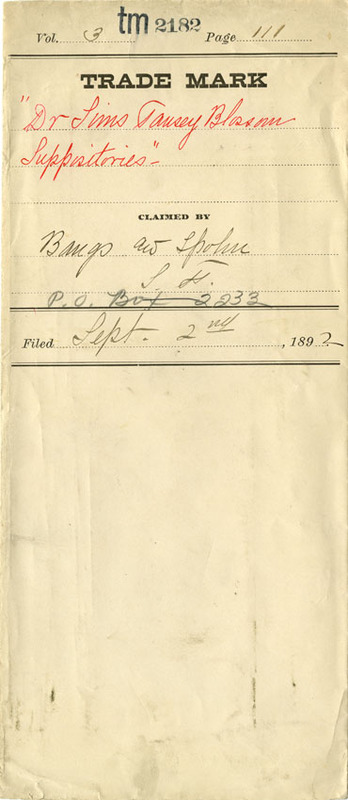 Vol. 3 tm 2182 Page 111
TRADE MARK
"Dr Sims Tansey Blossom
Suppositories"
CLAIMED BY
Bangs and Spohn
S. F.
P.O. Box 2233
Filed Sept. 2nd, 1892